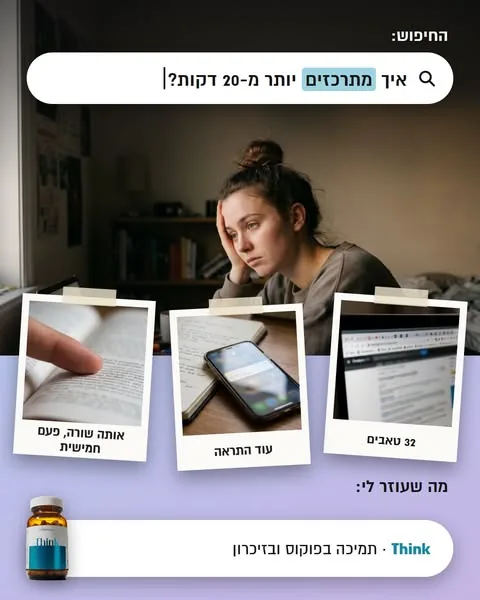 החיפוש:
איך מתרכזים יותר מ-20 דקות?
אותה שורה, פעם
חמישית
עוד התראה
32 טאבים
מה שעוזר לי:
Think · תמיכה בפוקוס ובזיכרון
Think